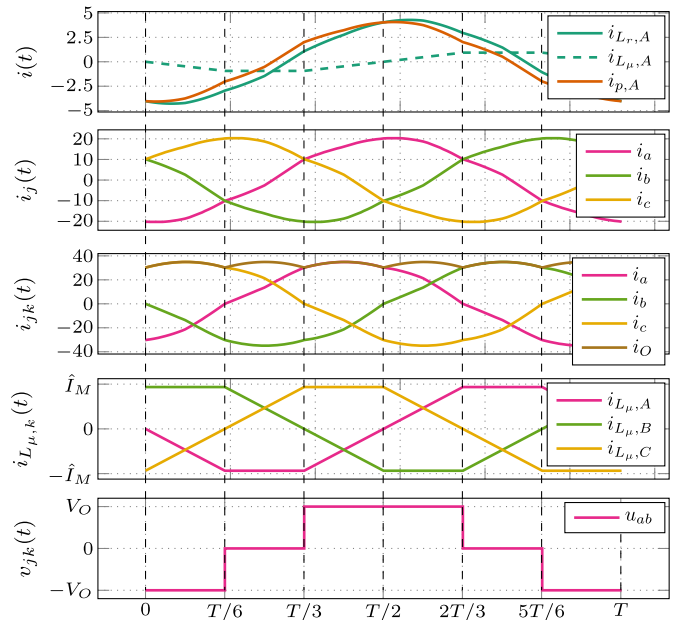 5
2.5
0
−2.5
−5
i(t)
i_{L_r,A}
i_{L_μ,A}
i_{p,A}
20
10
0
−10
−20
i_j(t)
i_a
i_b
i_c
40
20
0
−20
−40
i_{jk}(t)
i_a
i_b
i_c
i_O
Î_M
0
−Î_M
i_{L_μ,k}(t)
i_{L_μ,A}
i_{L_μ,B}
i_{L_μ,C}
V_O
0
−V_O
v_{jk}(t)
u_{ab}
0 T/6 T/3 T/2 2T/3 5T/6 T